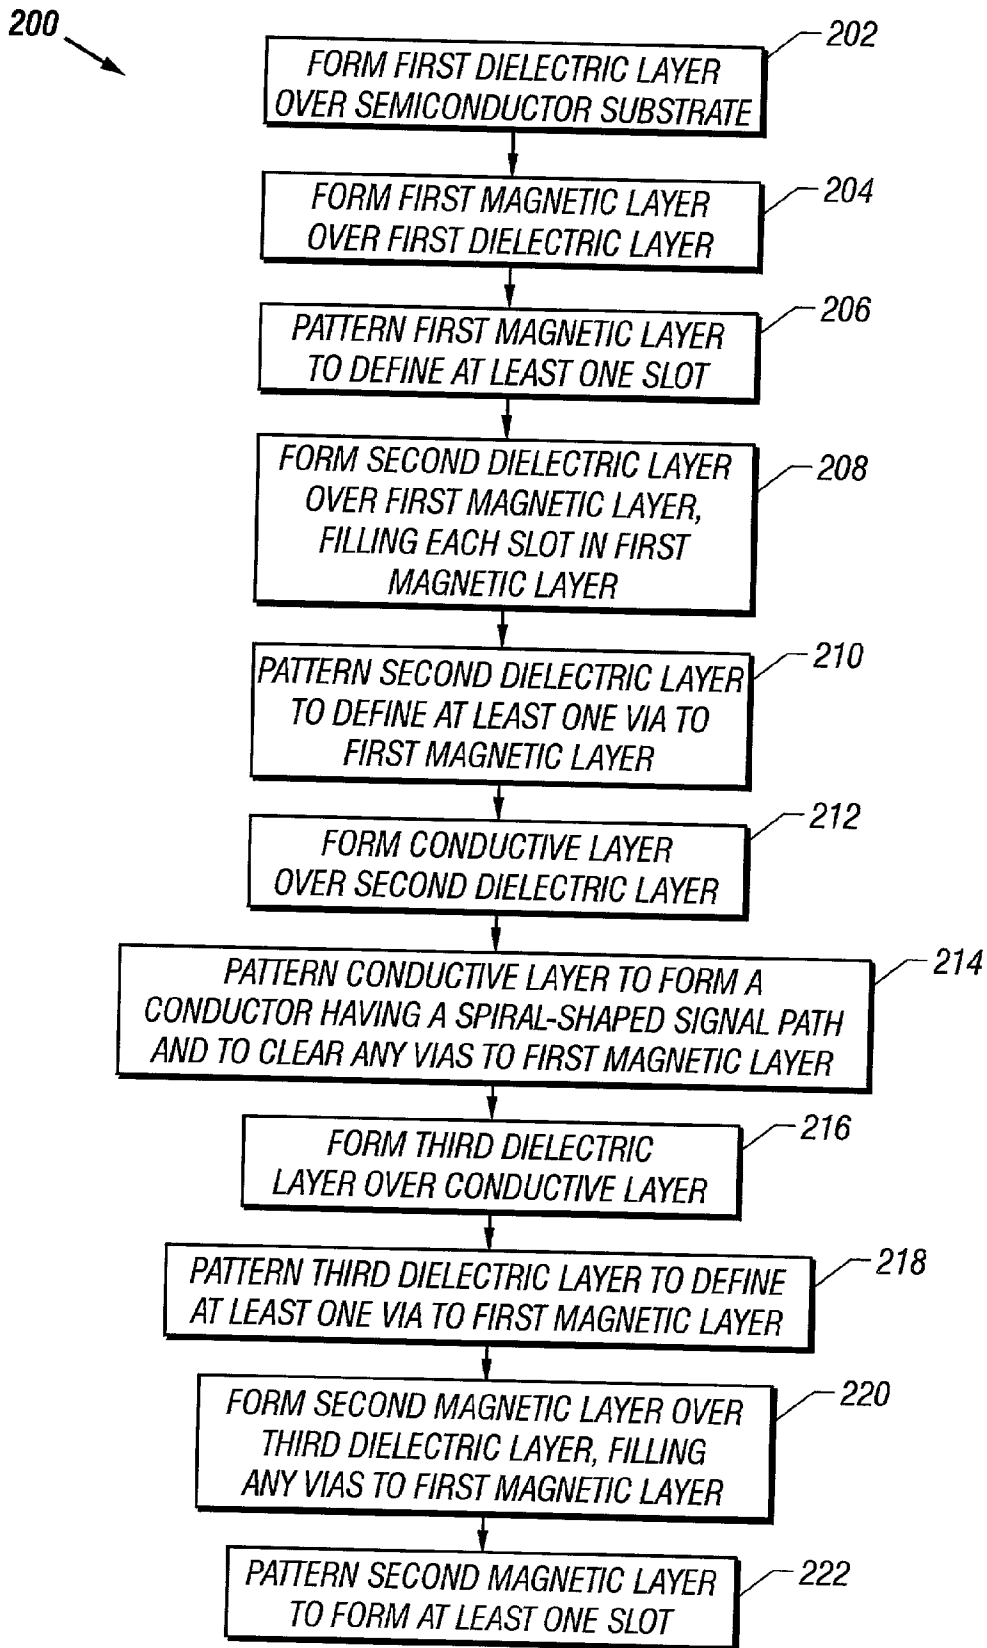 200
202
FORM FIRST DIELECTRIC LAYER
OVER SEMICONDUCTOR SUBSTRATE
204
FORM FIRST MAGNETIC LAYER
OVER FIRST DIELECTRIC LAYER
206
PATTERN FIRST MAGNETIC LAYER
TO DEFINE AT LEAST ONE SLOT
208
FORM SECOND DIELECTRIC LAYER
OVER FIRST MAGNETIC LAYER,
FILLING EACH SLOT IN FIRST
MAGNETIC LAYER
210
PATTERN SECOND DIELECTRIC LAYER
TO DEFINE AT LEAST ONE VIA TO
FIRST MAGNETIC LAYER
212
FORM CONDUCTIVE LAYER
OVER SECOND DIELECTRIC LAYER
214
PATTERN CONDUCTIVE LAYER TO FORM A
CONDUCTOR HAVING A SPIRAL-SHAPED SIGNAL PATH
AND TO CLEAR ANY VIAS TO FIRST MAGNETIC LAYER
216
FORM THIRD DIELECTRIC
LAYER OVER CONDUCTIVE LAYER
218
PATTERN THIRD DIELECTRIC LAYER TO DEFINE
AT LEAST ONE VIA TO FIRST MAGNETIC LAYER
220
FORM SECOND MAGNETIC LAYER OVER
THIRD DIELECTRIC LAYER, FILLING
ANY VIAS TO FIRST MAGNETIC LAYER
222
PATTERN SECOND MAGNETIC LAYER
TO FORM AT LEAST ONE SLOT